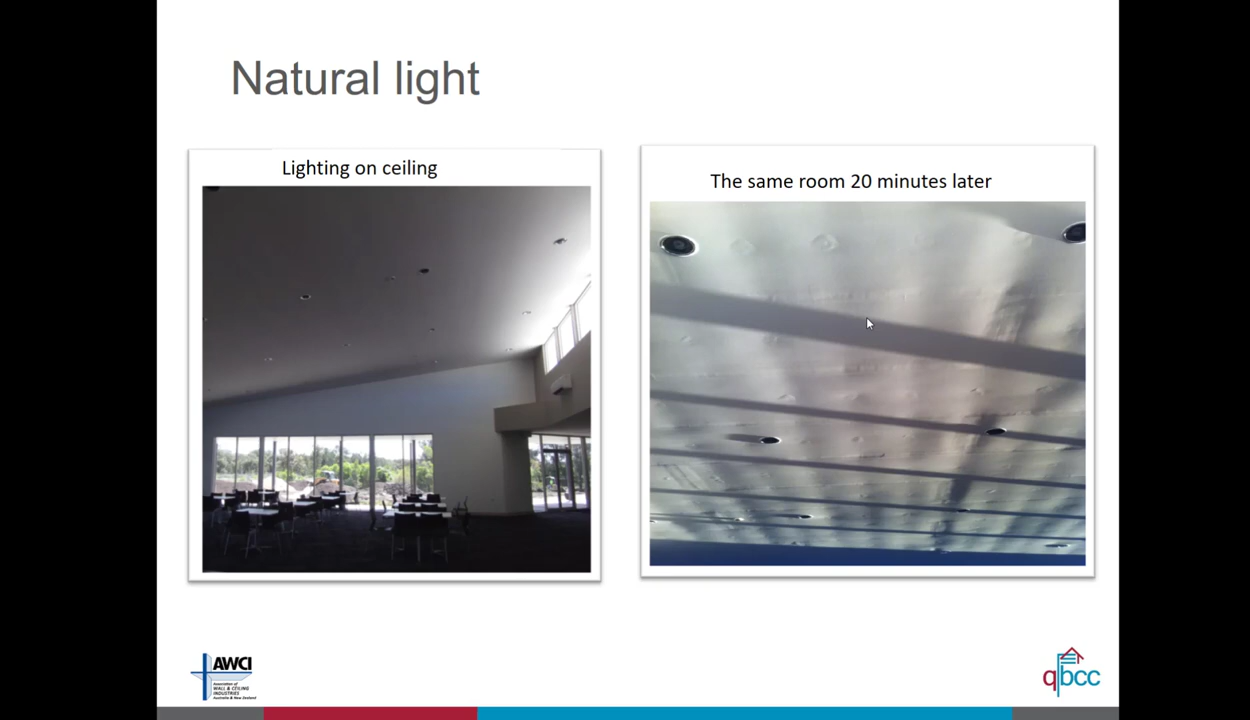 Natural light
Lighting on ceiling
The same room 20 minutes later
AWCI
Association of
WALL & CEILING
INDUSTRIES
Australia & New Zealand
qbcc